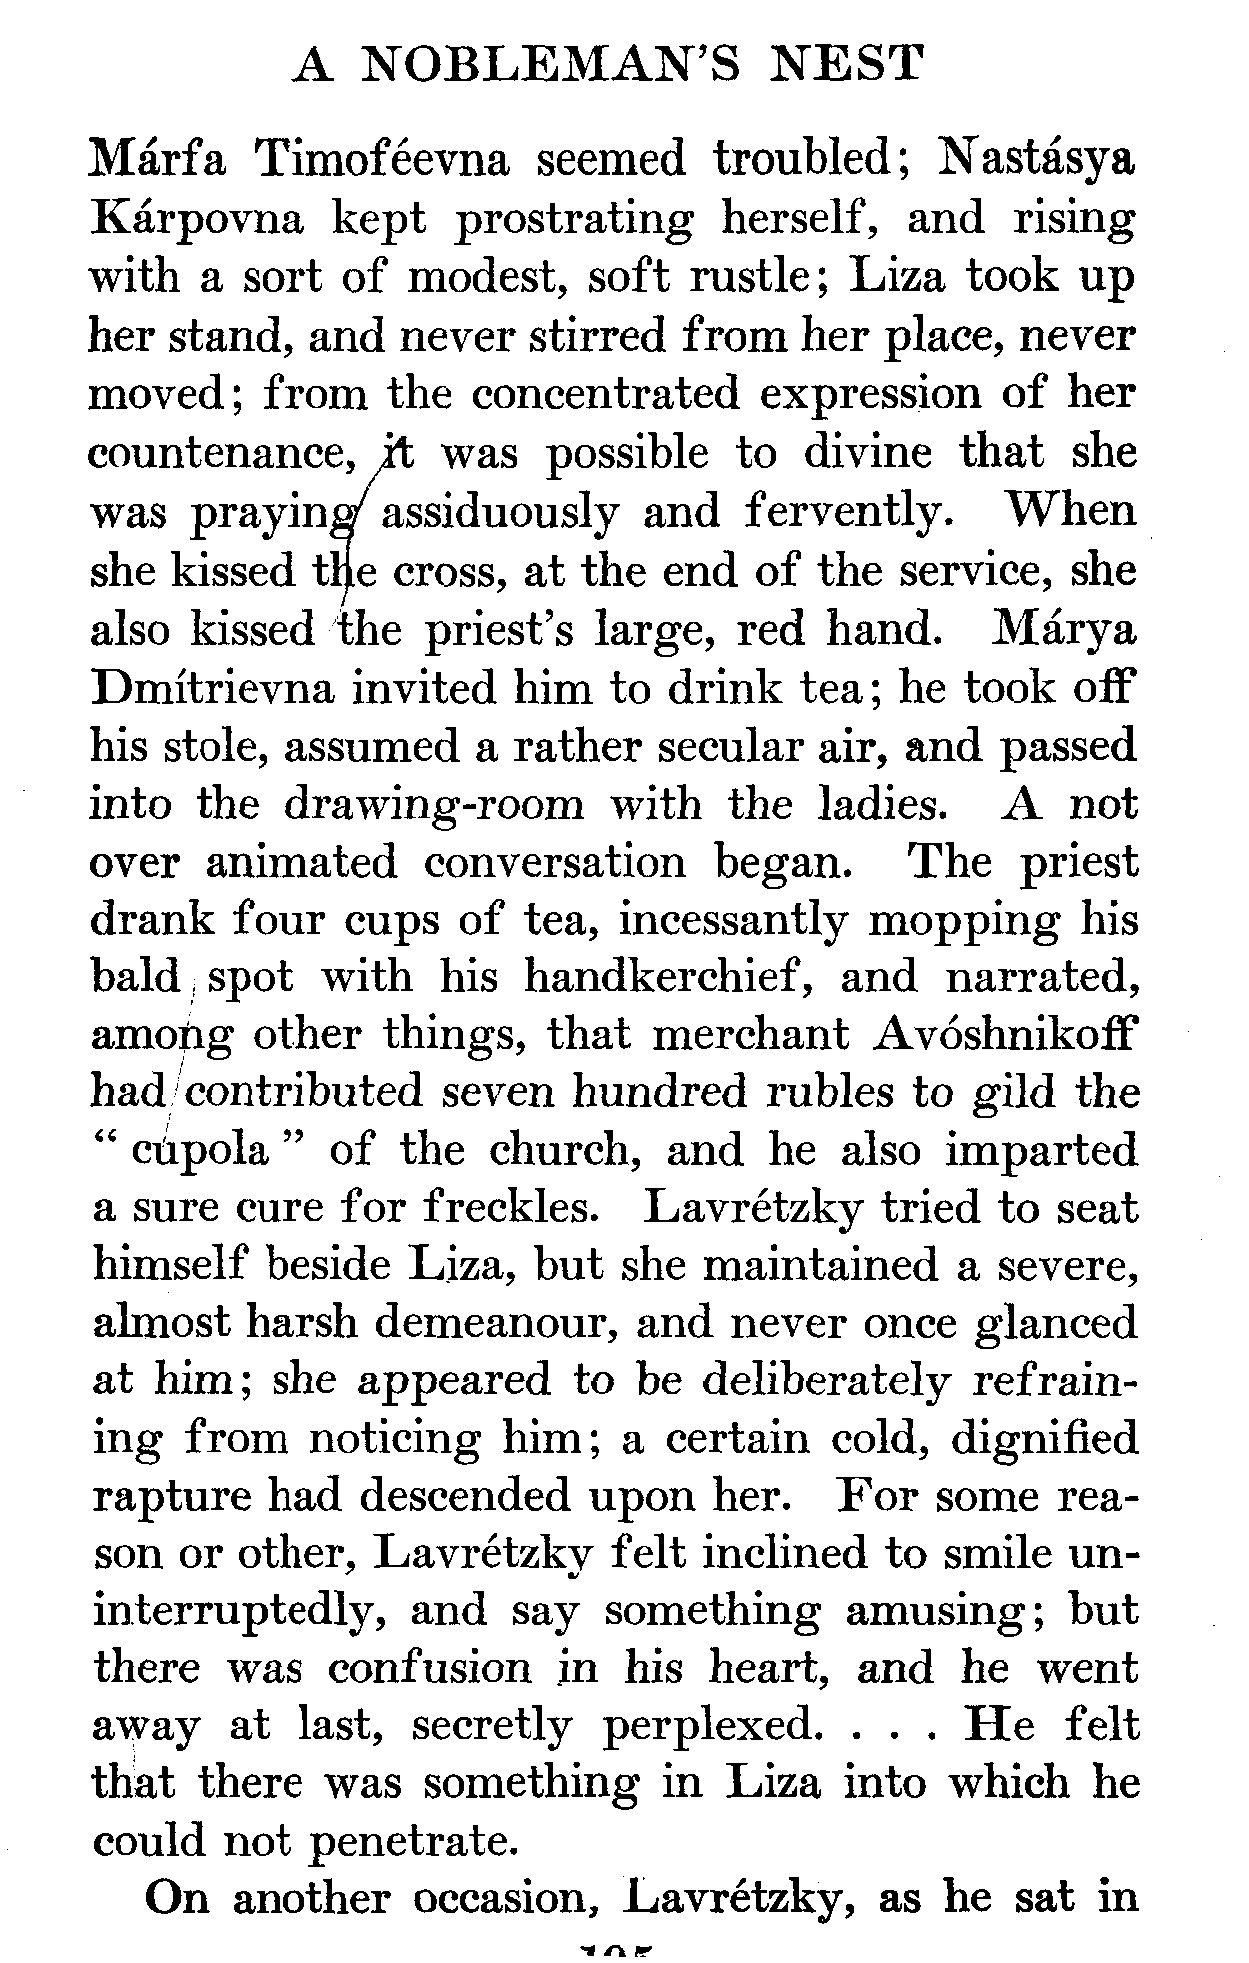 A NOBLEMAN'S NEST
Márfa Timoféevna seemed troubled; Nastásya
Kárpovna kept prostrating herself, and rising
with a sort of modest, soft rustle; Liza took up
her stand, and never stirred from her place, never
moved; from the concentrated expression of her
countenance, it was possible to divine that she
was praying assiduously and fervently. When
she kissed the cross, at the end of the service, she
also kissed the priest's large, red hand. Márya
Dmítrievna invited him to drink tea; he took off
his stole, assumed a rather secular air, and passed
into the drawing-room with the ladies. A not
over animated conversation began. The priest
drank four cups of tea, incessantly mopping his
bald spot with his handkerchief, and narrated,
among other things, that merchant Avóshnikoff
had contributed seven hundred rubles to gild the
" cúpola " of the church, and he also imparted
a sure cure for freckles. Lavrétzky tried to seat
himself beside Liza, but she maintained a severe,
almost harsh demeanour, and never once glanced
at him; she appeared to be deliberately refrain-
ing from noticing him; a certain cold, dignified
rapture had descended upon her. For some rea-
son or other, Lavrétzky felt inclined to smile un-
interruptedly, and say something amusing; but
there was confusion in his heart, and he went
away at last, secretly perplexed. . . . He felt
that there was something in Liza into which he
could not penetrate.
On another occasion, Lavrétzky, as he sat in